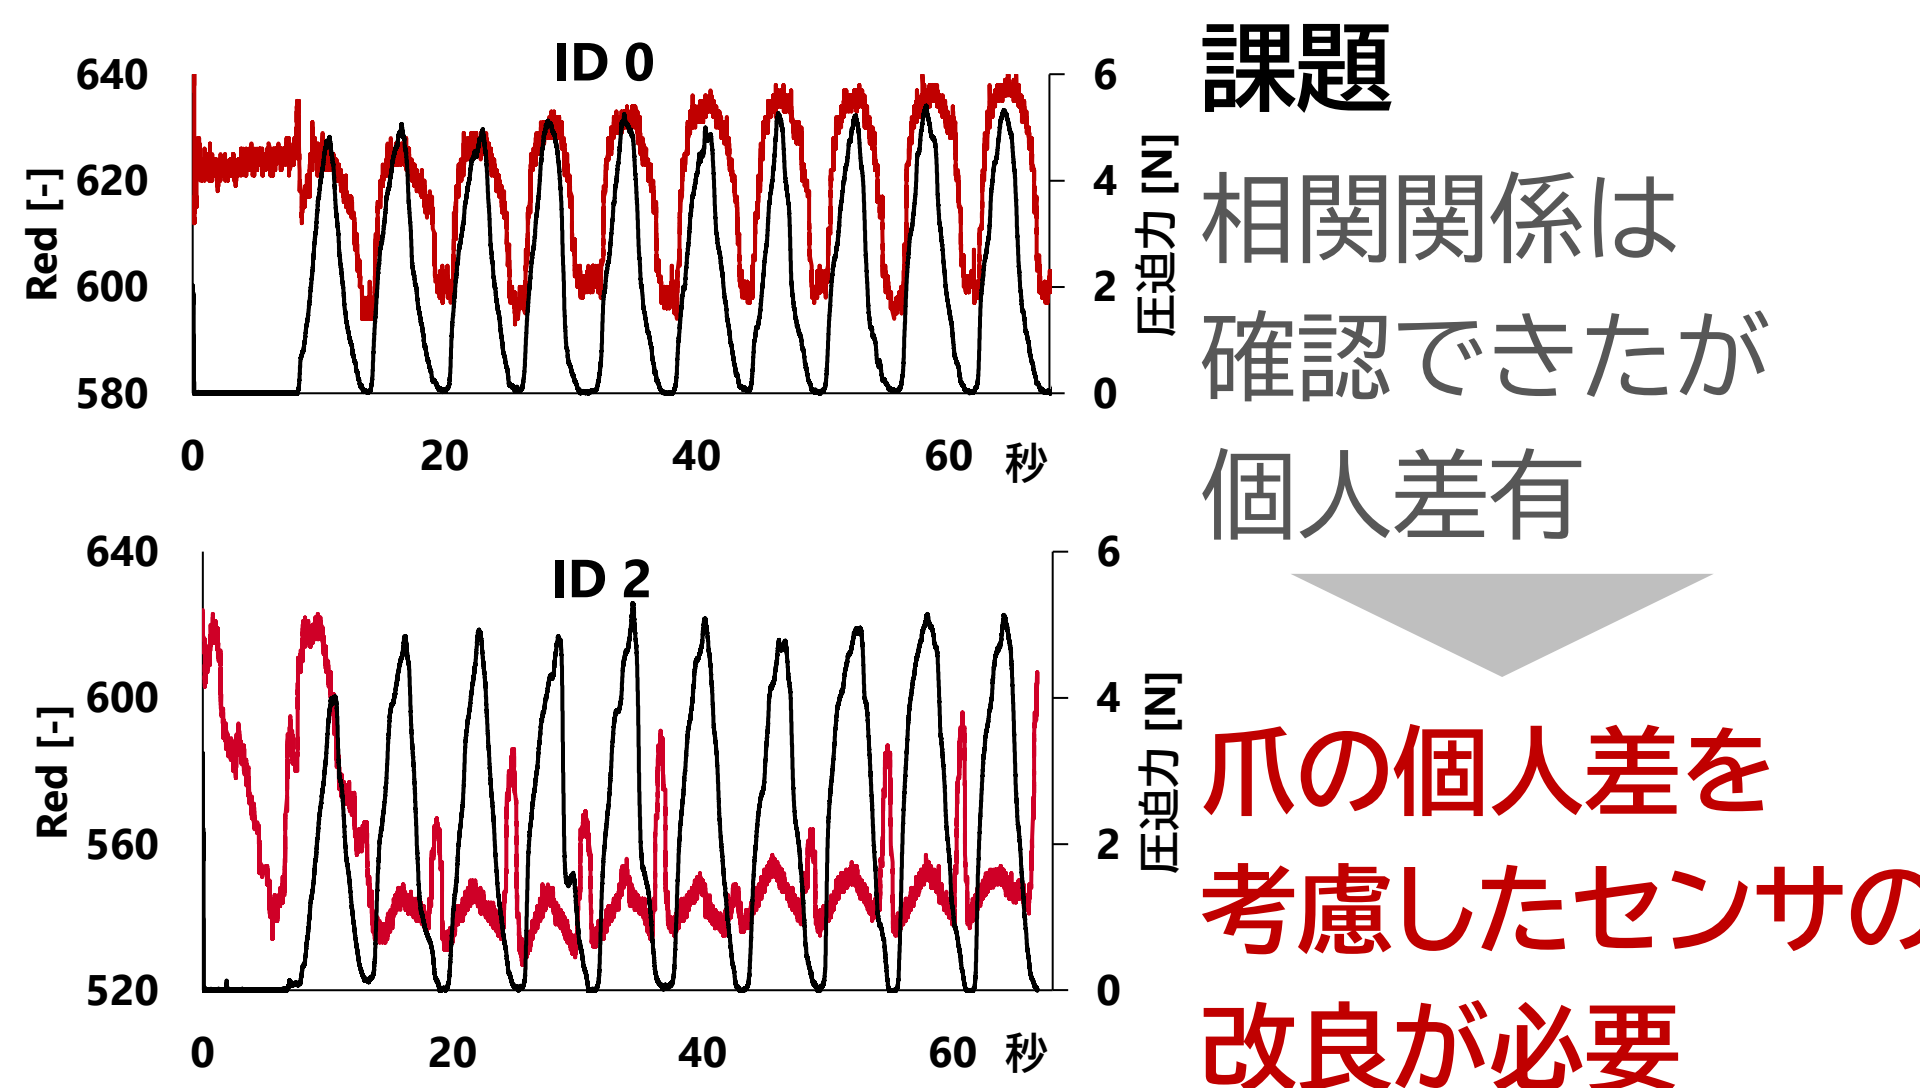 ID 0
640
620
600
580
Red [-]
6
4
2
0
圧迫力 [N]
0 20 40 60 秒
ID 2
640
600
560
520
Red [-]
6
4
2
0
圧迫力 [N]
0 20 40 60 秒
課題
相関関係は
確認できたが
個人差有
爪の個人差を
考慮したセンサの
改良が必要